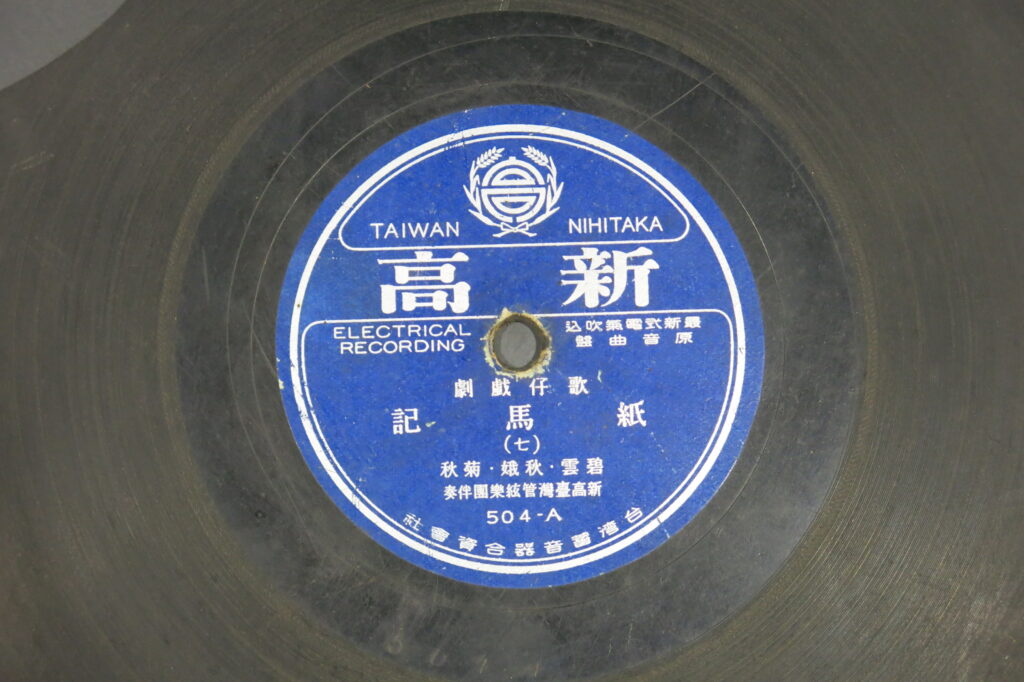 TAIWAN NIHITAKA
新高
ELECTRICAL
RECORDING
最新式電氣吹込
原音曲盤
歌仔戯劇
紙馬記
(七)
碧雲·秋娥·菊秋
新高臺灣管絃樂團伴奏
504-A
台湾蓄音器合資會社